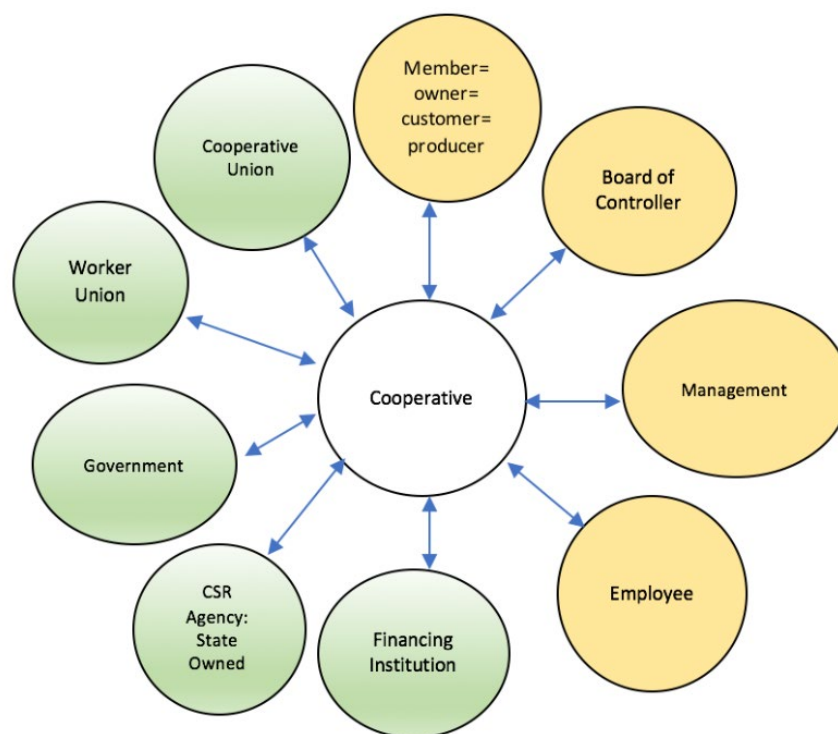 Member=
owner=
customer=
producer
Cooperative
Union
Board of
Controller
Worker
Union
Management
Cooperative
Government
Employee
CSR
Agency:
State
Owned
Financing
Institution